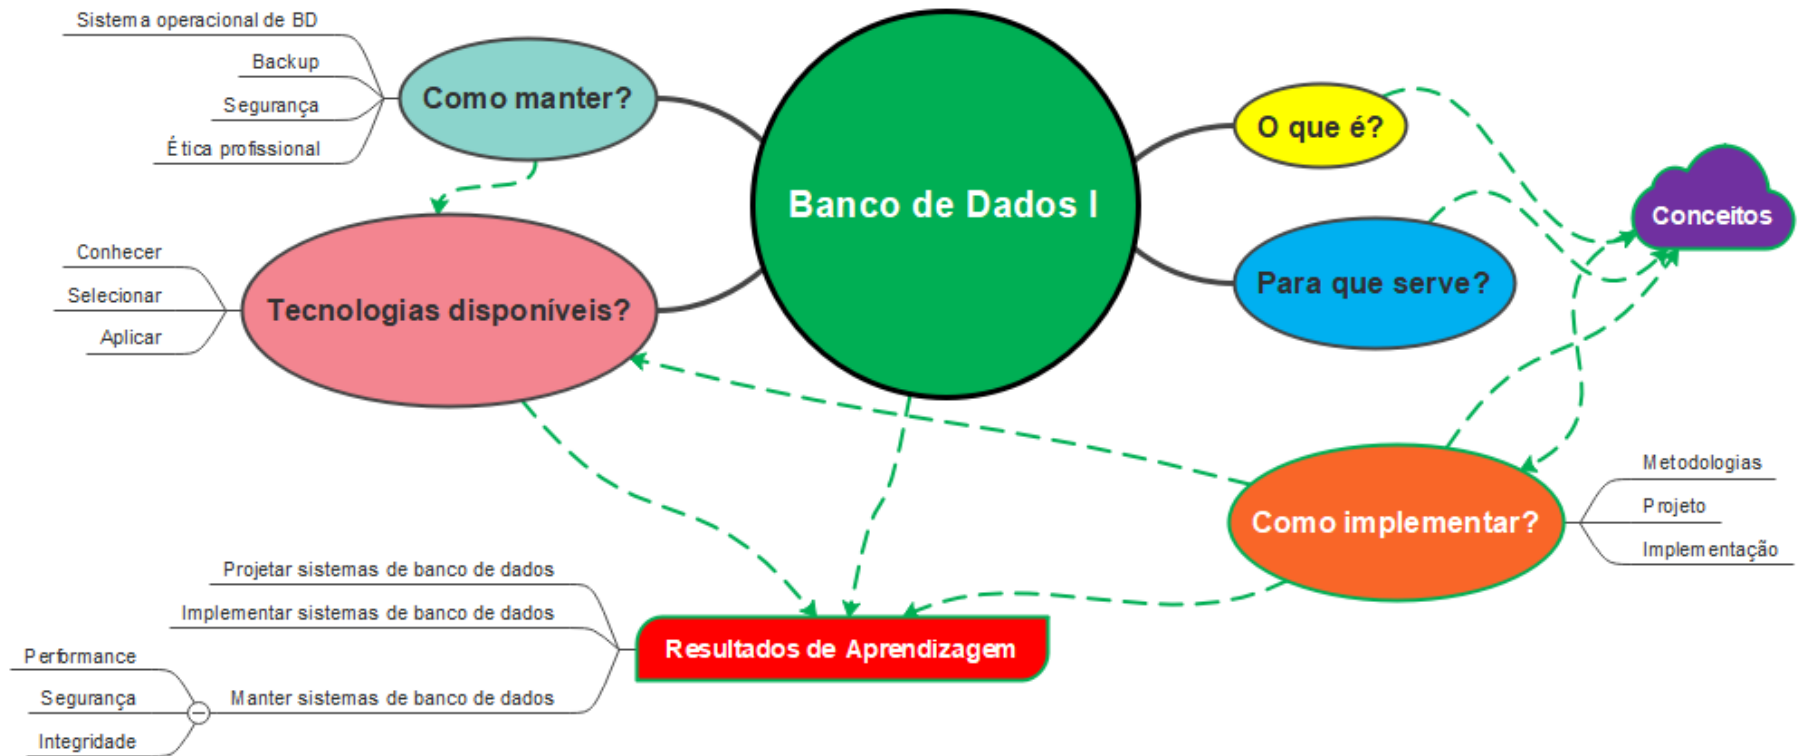 Sistema operacional de BD
Backup
Segurança
Ética profissional
Como manter?
Conhecer
Selecionar
Aplicar
Tecnologias disponíveis?
Banco de Dados I
O que é?
Para que serve?
Conceitos
Como implementar?
Metodologias
Projeto
Implementação
Resultados de Aprendizagem
Projetar sistemas de banco de dados
Implementar sistemas de banco de dados
Manter sistemas de banco de dados
Performance
Segurança
Integridade